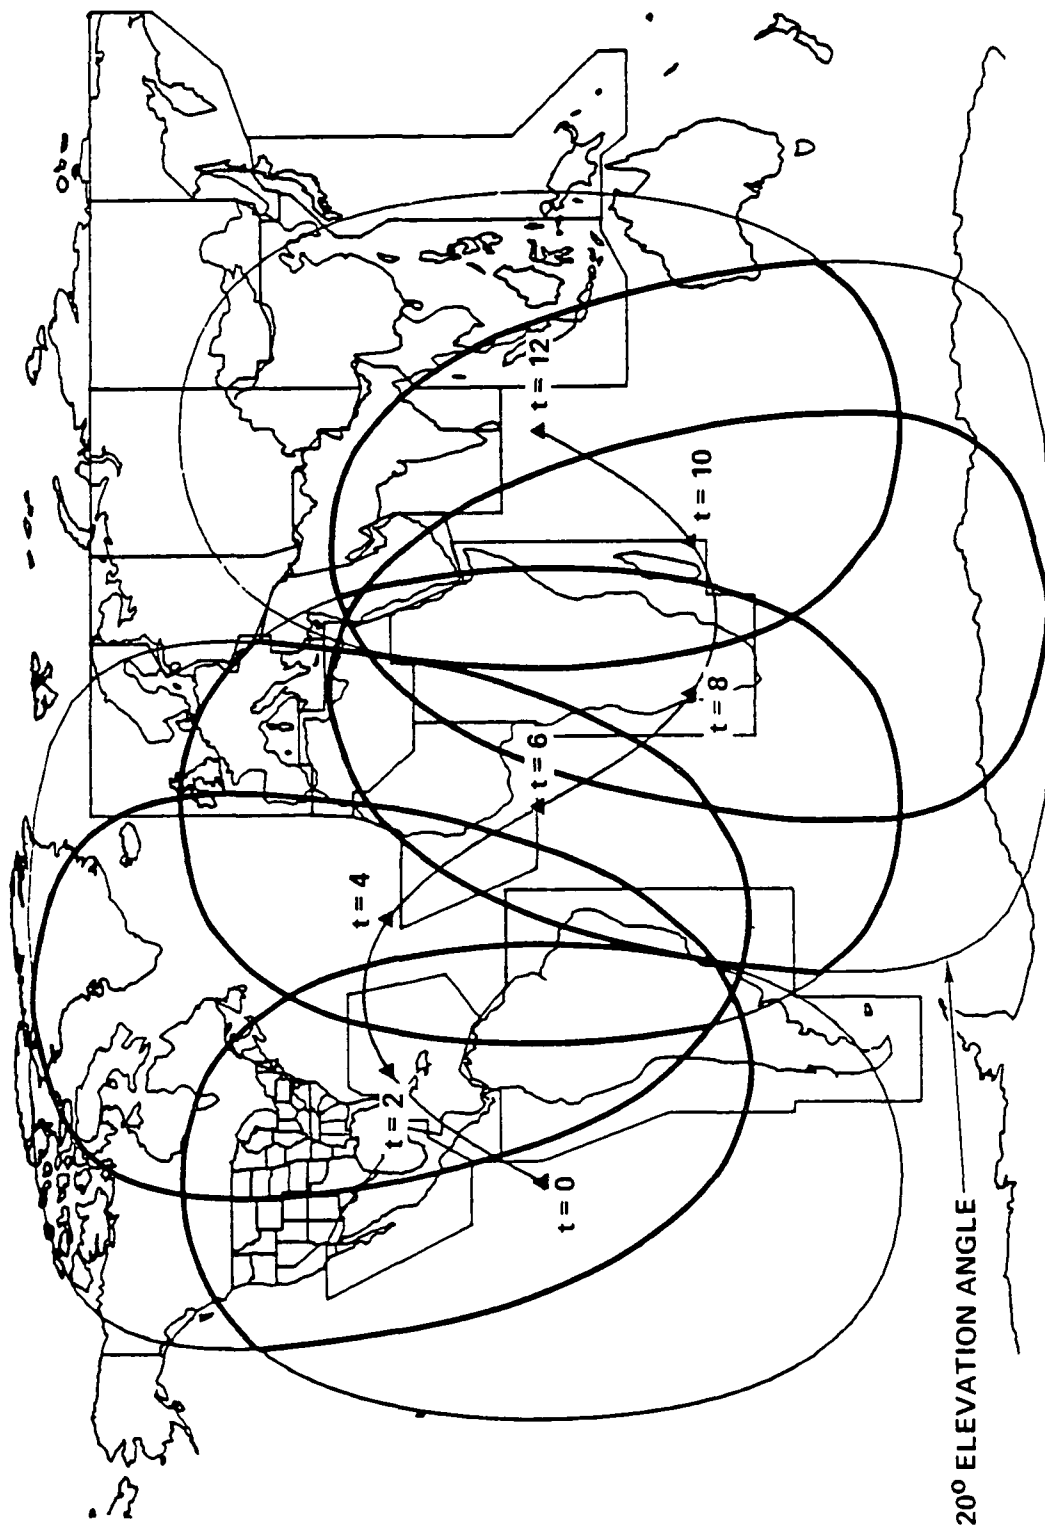 t = 0
t = 2
t = 4
t = 6
t = 8
t = 10
t = 12
20° ELEVATION ANGLE